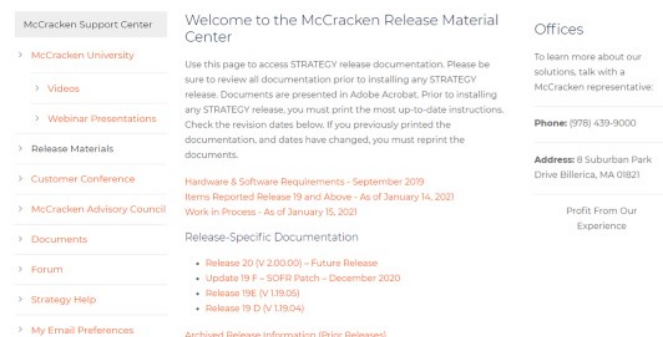 McCracken Support Center
McCracken University
Videos
Webinar Presentations
Release Materials
Customer Conference
McCracken Advisory Council
Documents
Forum
Strategy Help
My Email Preferences
Welcome to the McCracken Release Material
Center
Use this page to access STRATEGY release documentation. Please be
sure to review all documentation prior to installing any STRATEGY
release. Documents are presented in Adobe Acrobat. Prior to installing
any STRATEGY release, you must print the most up-to-date instructions.
Check the revision dates below. If you previously printed the
documentation, and dates have changed, you must reprint the
documents.
Hardware & Software Requirements - September 2019
Items Reported Release 19 and Above - As of January 14, 2021
Work in Process - As of January 15, 2021
Release-Specific Documentation
Release 20 (V 2.00.00) – Future Release
Update 19 F – SOFR Patch – December 2020
Release 19E (V 1.19.05)
Release 19 D (V 1.19.04)
Archived Release Information (Prior Releases)
Offices
To learn more about our
solutions, talk with a
McCracken representative:
Phone: (978) 439-9000
Address: 8 Suburban Park
Drive Billerica, MA 01821
Profit From Our
Experience